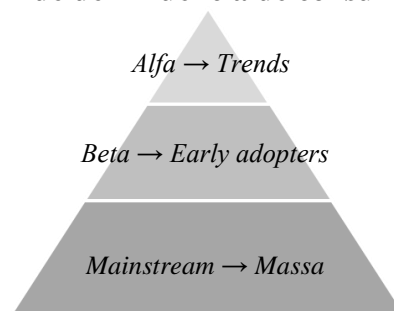 Alfa → Trends
Beta → Early adopters
Mainstream → Massa